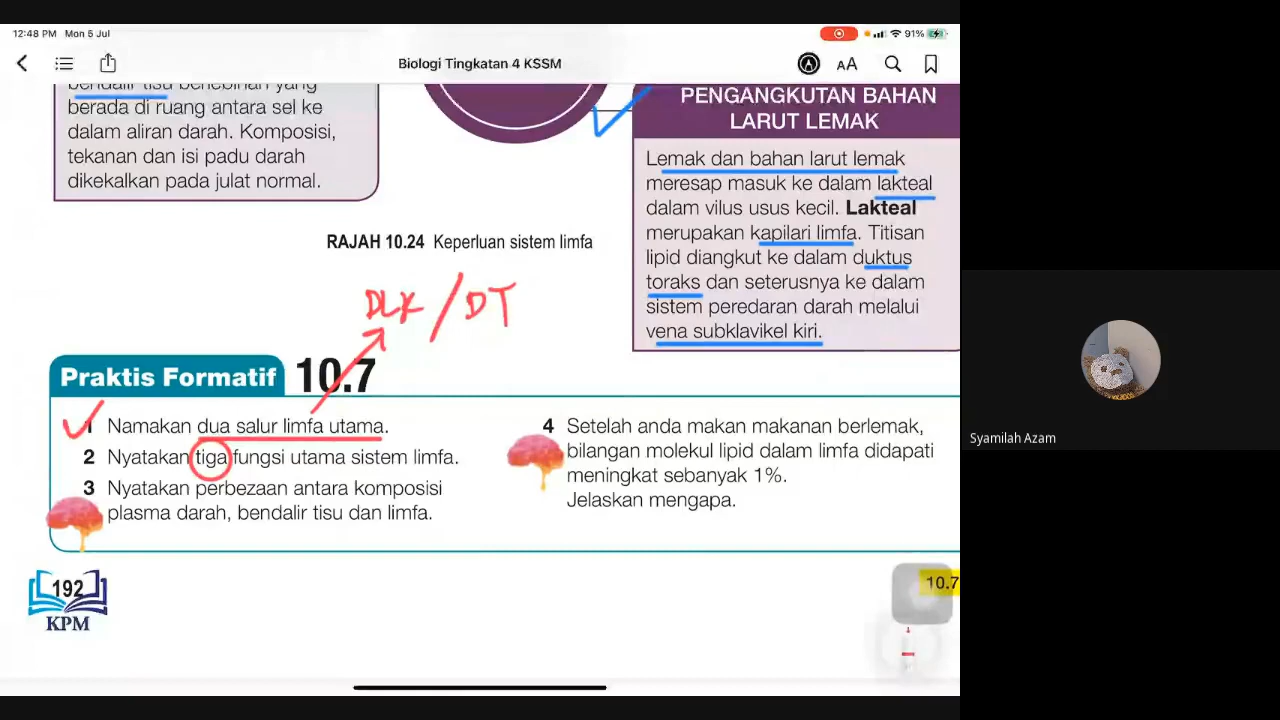 12:48 PM Mon 5 Jul
91%
Biologi Tingkatan 4 KSSM
AA
bendalir tisu berlebihan yang
berada di ruang antara sel ke
dalam aliran darah. Komposisi,
tekanan dan isi padu darah
dikekalkan pada julat normal.
PENGANGKUTAN BAHAN
LARUT LEMAK
Lemak dan bahan larut lemak
meresap masuk ke dalam lakteal
dalam vilus usus kecil. Lakteal
merupakan kapilari limfa. Titisan
lipid diangkut ke dalam duktus
toraks dan seterusnya ke dalam
sistem peredaran darah melalui
vena subklavikel kiri.
RAJAH 10.24 Keperluan sistem limfa
DLK / DT
Praktis Formatif 10.7
1 Namakan dua salur limfa utama.
2 Nyatakan tiga fungsi utama sistem limfa.
3 Nyatakan perbezaan antara komposisi
plasma darah, bendalir tisu dan limfa.
4 Setelah anda makan makanan berlemak,
bilangan molekul lipid dalam limfa didapati
meningkat sebanyak 1%.
Jelaskan mengapa.
192
KPM
10.7
Syamilah Azam